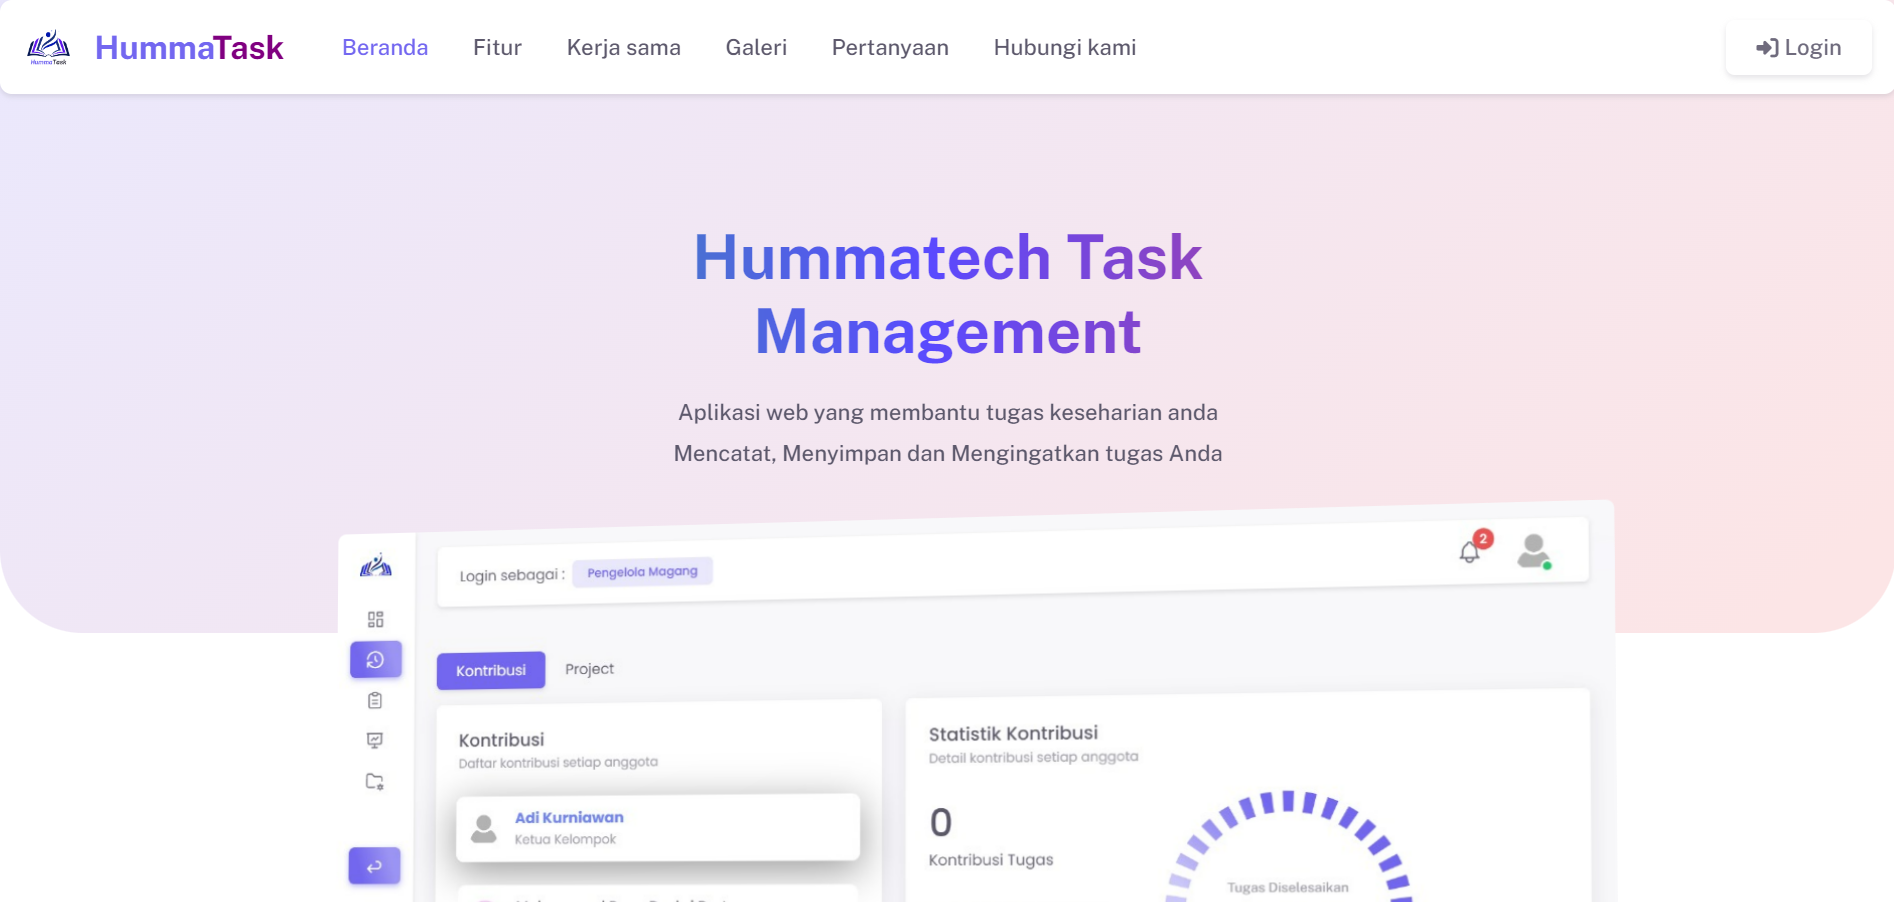 HummaTask
HummaTask
Beranda
Fitur
Kerja sama
Galeri
Pertanyaan
Hubungi kami
Login
Hummatech Task
Management
Aplikasi web yang membantu tugas keseharian anda
Mencatat, Menyimpan dan Mengingatkan tugas Anda
Login sebagai :
Pengelola Magang
2
Kontribusi
Project
Kontribusi
Daftar kontribusi setiap anggota
Adi Kurniawan
Ketua Kelompok
Statistik Kontribusi
Detail kontribusi setiap anggota
0
Kontribusi Tugas
Tugas Diselesaikan